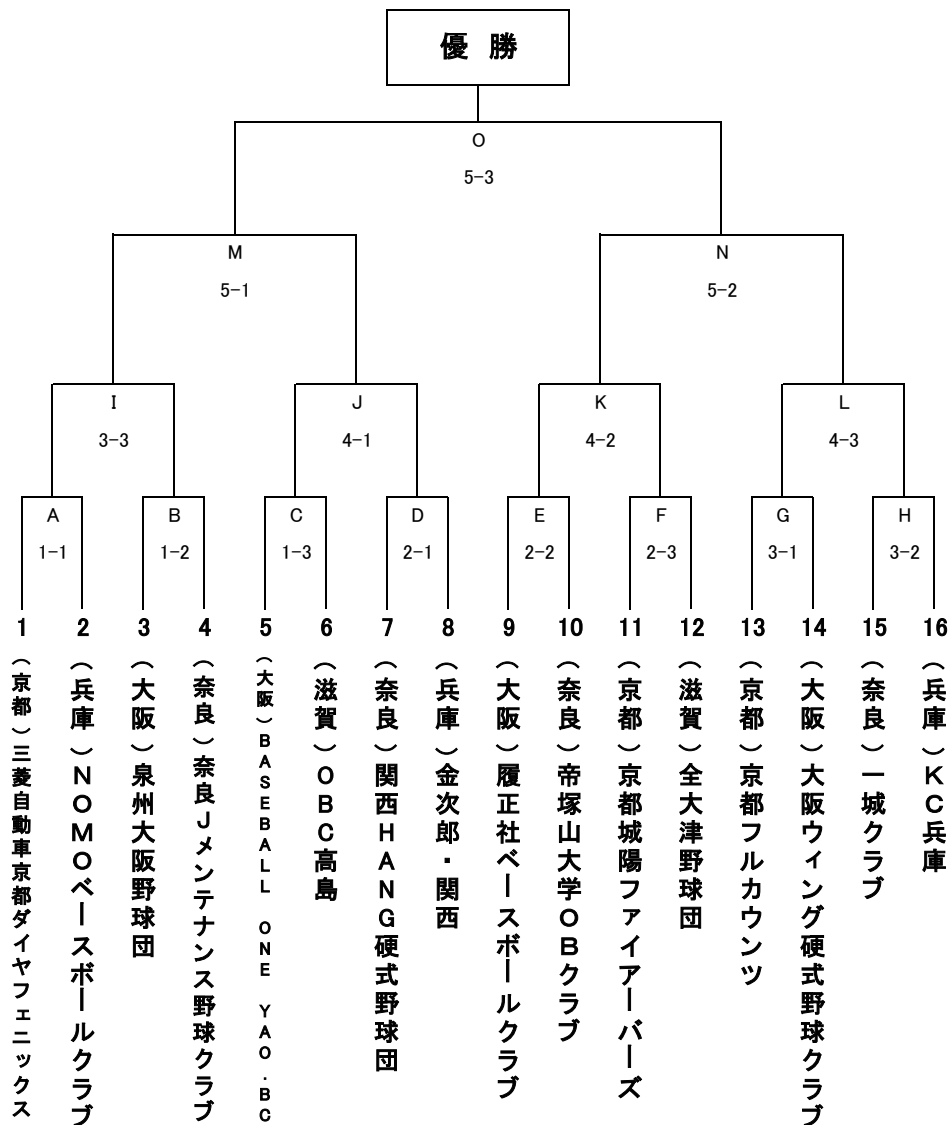 優 勝
O
5-3
M
5-1
N
5-2
I
3-3
J
4-1
K
4-2
L
4-3
A
1-1
B
1-2
C
1-3
D
2-1
E
2-2
F
2-3
G
3-1
H
3-2
1
2
3
4
5
6
7
8
9
10
11
12
13
14
15
16
（京都）三菱自動車京都ダイヤフェニックス
（兵庫）NOMOベースボールクラブ
（大阪）泉州大阪野球団
（奈良）奈良Jメンテナンス野球クラブ
（大阪）BASEBALL ONE YAO.BC
（滋賀）OBC高島
（奈良）関西HANG硬式野球団
（兵庫）金次郎・関西
（大阪）履正社ベースボールクラブ
（奈良）帝塚山大学OBクラブ
（京都）京都城陽ファイアーバーズ
（滋賀）全大津野球団
（京都）京都フルカウンツ
（大阪）大阪ウィング硬式野球クラブ
（奈良）一城クラブ
（兵庫）KC兵庫